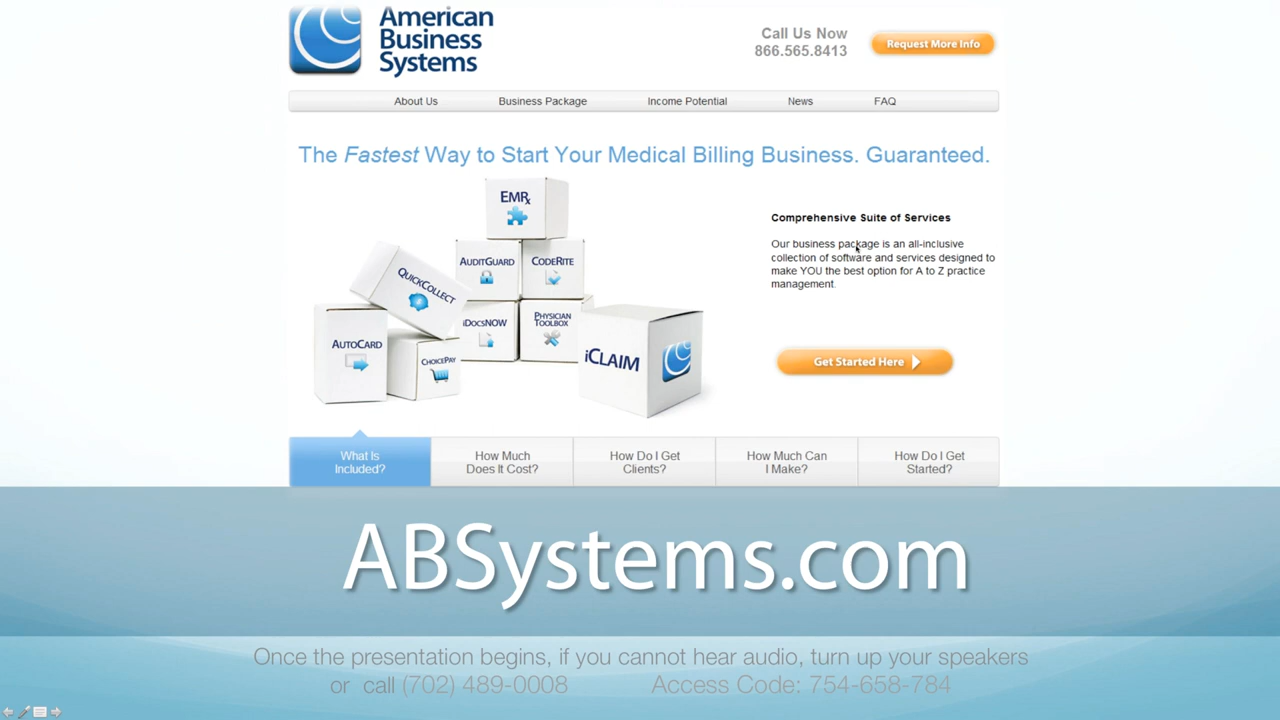 American
Business
Systems
Call Us Now
866.565.8413
Request More Info
About Us
Business Package
Income Potential
News
FAQ
The Fastest Way to Start Your Medical Billing Business. Guaranteed.
EMRx
AUDITGUARD
CODERITE
QUICKCOLLECT
iDOCSNOW
PHYSICIAN
TOOLBOX
AUTOCARD
CHOICEPAY
iCLAIM
Comprehensive Suite of Services
Our business package is an all-inclusive
collection of software and services designed to
make YOU the best option for A to Z practice
management.
Get Started Here
What Is
Included?
How Much
Does It Cost?
How Do I Get
Clients?
How Much Can
I Make?
How Do I Get
Started?
ABSystems.com
Once the presentation begins, if you cannot hear audio, turn up your speakers
or call (702) 489-0008 Access Code: 754-658-784